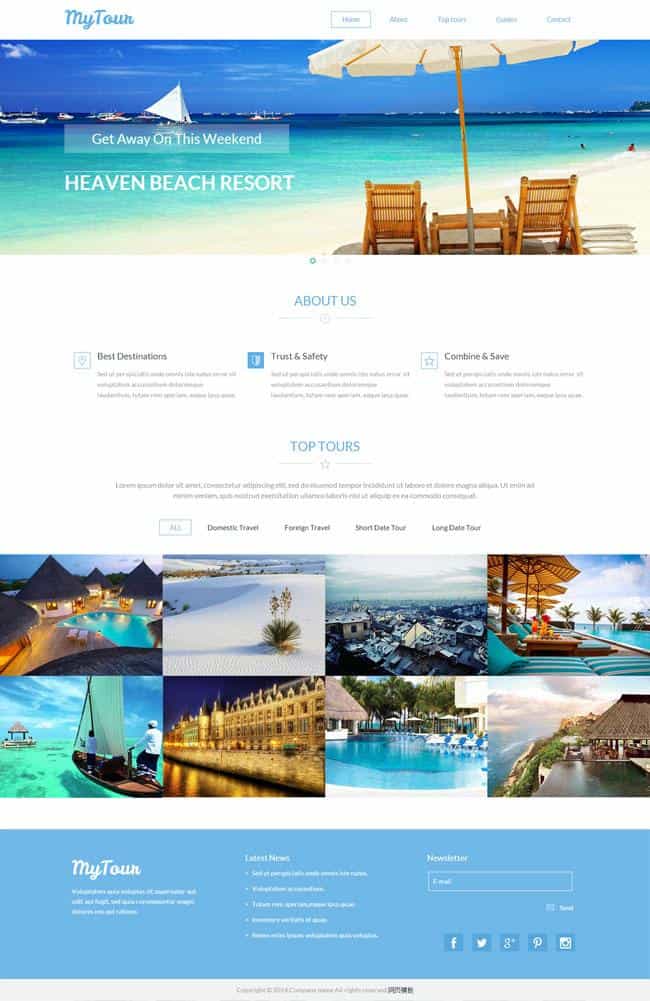 MyTour
Home About Top tours Guides Contact
Get Away On This Weekend
HEAVEN BEACH RESORT
ABOUT US
Best Destinations
Sed ut perspiciatis unde omnis iste natus error sit
voluptatem accusantium doloremque
laudantium, totam rem aperiam, eaque ipsa quae.
Trust & Safety
Sed ut perspiciatis unde omnis iste natus error sit
voluptatem accusantium doloremque
laudantium, totam rem aperiam, eaque ipsa quae.
Combine & Save
Sed ut perspiciatis unde omnis iste natus error sit
voluptatem accusantium doloremque
laudantium, totam rem aperiam, eaque ipsa quae.
TOP TOURS
Lorem ipsum dolor sit amet, consectetur adipiscing elit, sed do eiusmod tempor incididunt ut labore et dolore magna aliqua. Ut enim ad
minim veniam, quis nostrud exercitation ullamco laboris nisi ut aliquip ex ea commodo consequat.
ALL Domestic Travel Foreign Travel Short Date Tour Long Date Tour
MyTour
Voluptatem quia voluptas sit aspernatur aut
odit aut fugit, sed quia consequuntur magni
dolores eos qui ratione.
Latest News
Sed ut perspiciatis unde omnis iste natus.
Voluptatem accusantium.
Totam rem aperiam,eaque ipsa quae.
Inventore veritatis et quasi.
Nemo enim ipsam voluptatem quia voluptas.
Newsletter
E-mail
Send
Copyright © 2014.Company name All rights reserved.网页模板